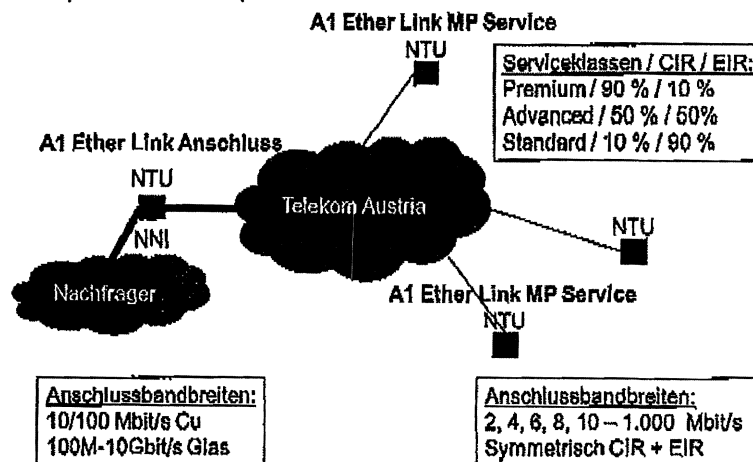 A1 Ether Link MP Service
NTU
Serviceklassen / CIR / EIR:
Premium / 90 % / 10 %
Advanced / 50 % / 50%
Standard / 10 % / 90 %
A1 Ether Link Anschluss
NTU
NNI
Telekom Austria
NTU
Nachfrager
A1 Ether Link MP Service
NTU
Anschlussbandbreiten:
10/100 Mbit/s Cu
100M-10Gbit/s Glas
Anschlussbandbreiten:
2, 4, 6, 8, 10 – 1.000 Mbit/s
Symmetrisch CIR + EIR